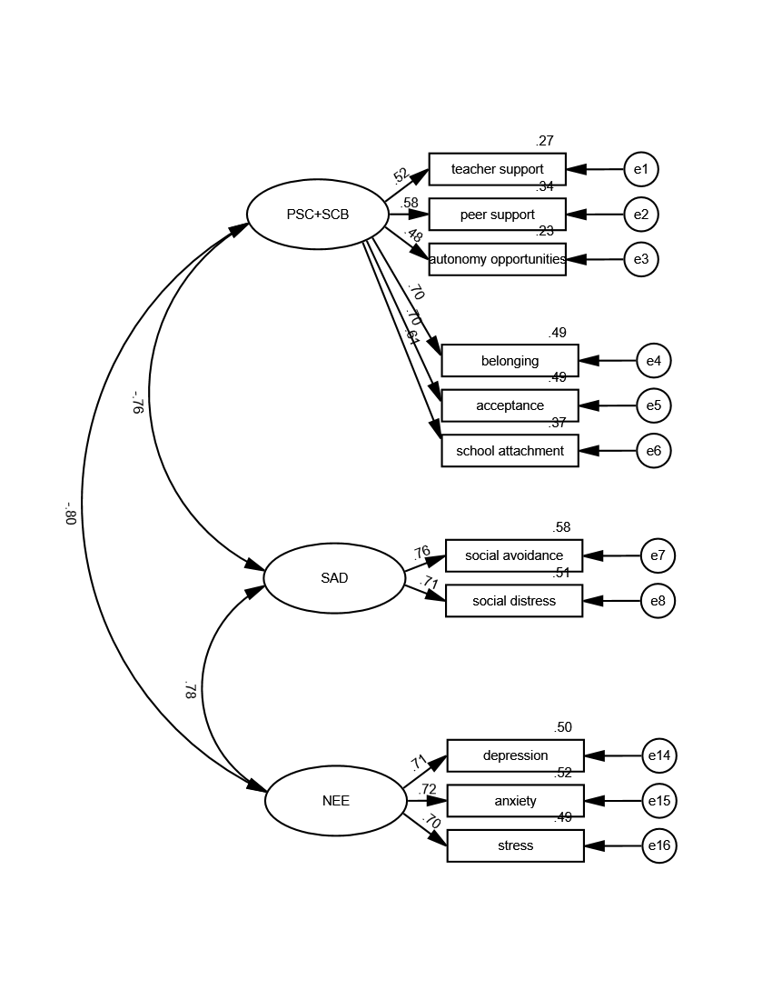 .27
.52
teacher support
e1
.34
PSC+SCB
.58
peer support
e2
.23
.48
autonomy opportunities
e3
.70
.70
.61
.49
belonging
e4
.49
acceptance
e5
.37
school attachment
e6
-.76
-.80
.58
.76
social avoidance
e7
SAD
.51
.71
social distress
e8
.78
.50
.71
depression
e14
.52
NEE
.72
anxiety
e15
.49
.70
stress
e16